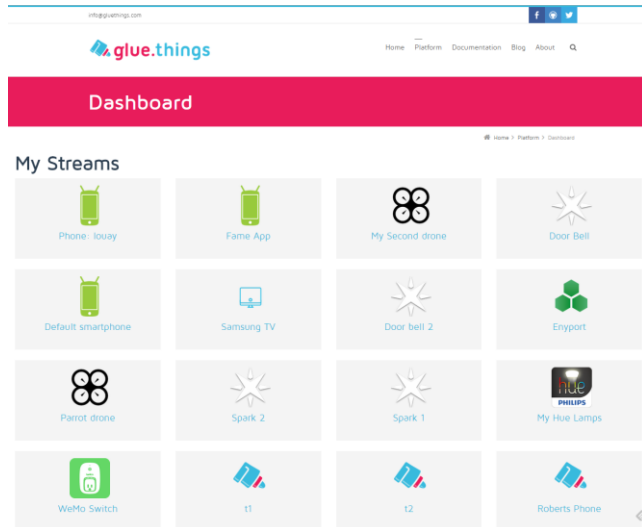 info@gluethings.com
glue.things
Home Platform Documentation Blog About
Dashboard
Home > Platform > Dashboard
My Streams
Phone: louay
Fame App
My Second drone
Door Bell
Default smartphone
Samsung TV
Door bell 2
Enyport
Parrot drone
Spark 2
Spark 1
hue
PHILIPS
My Hue Lamps
WeMo Switch
t1
t2
Roberts Phone